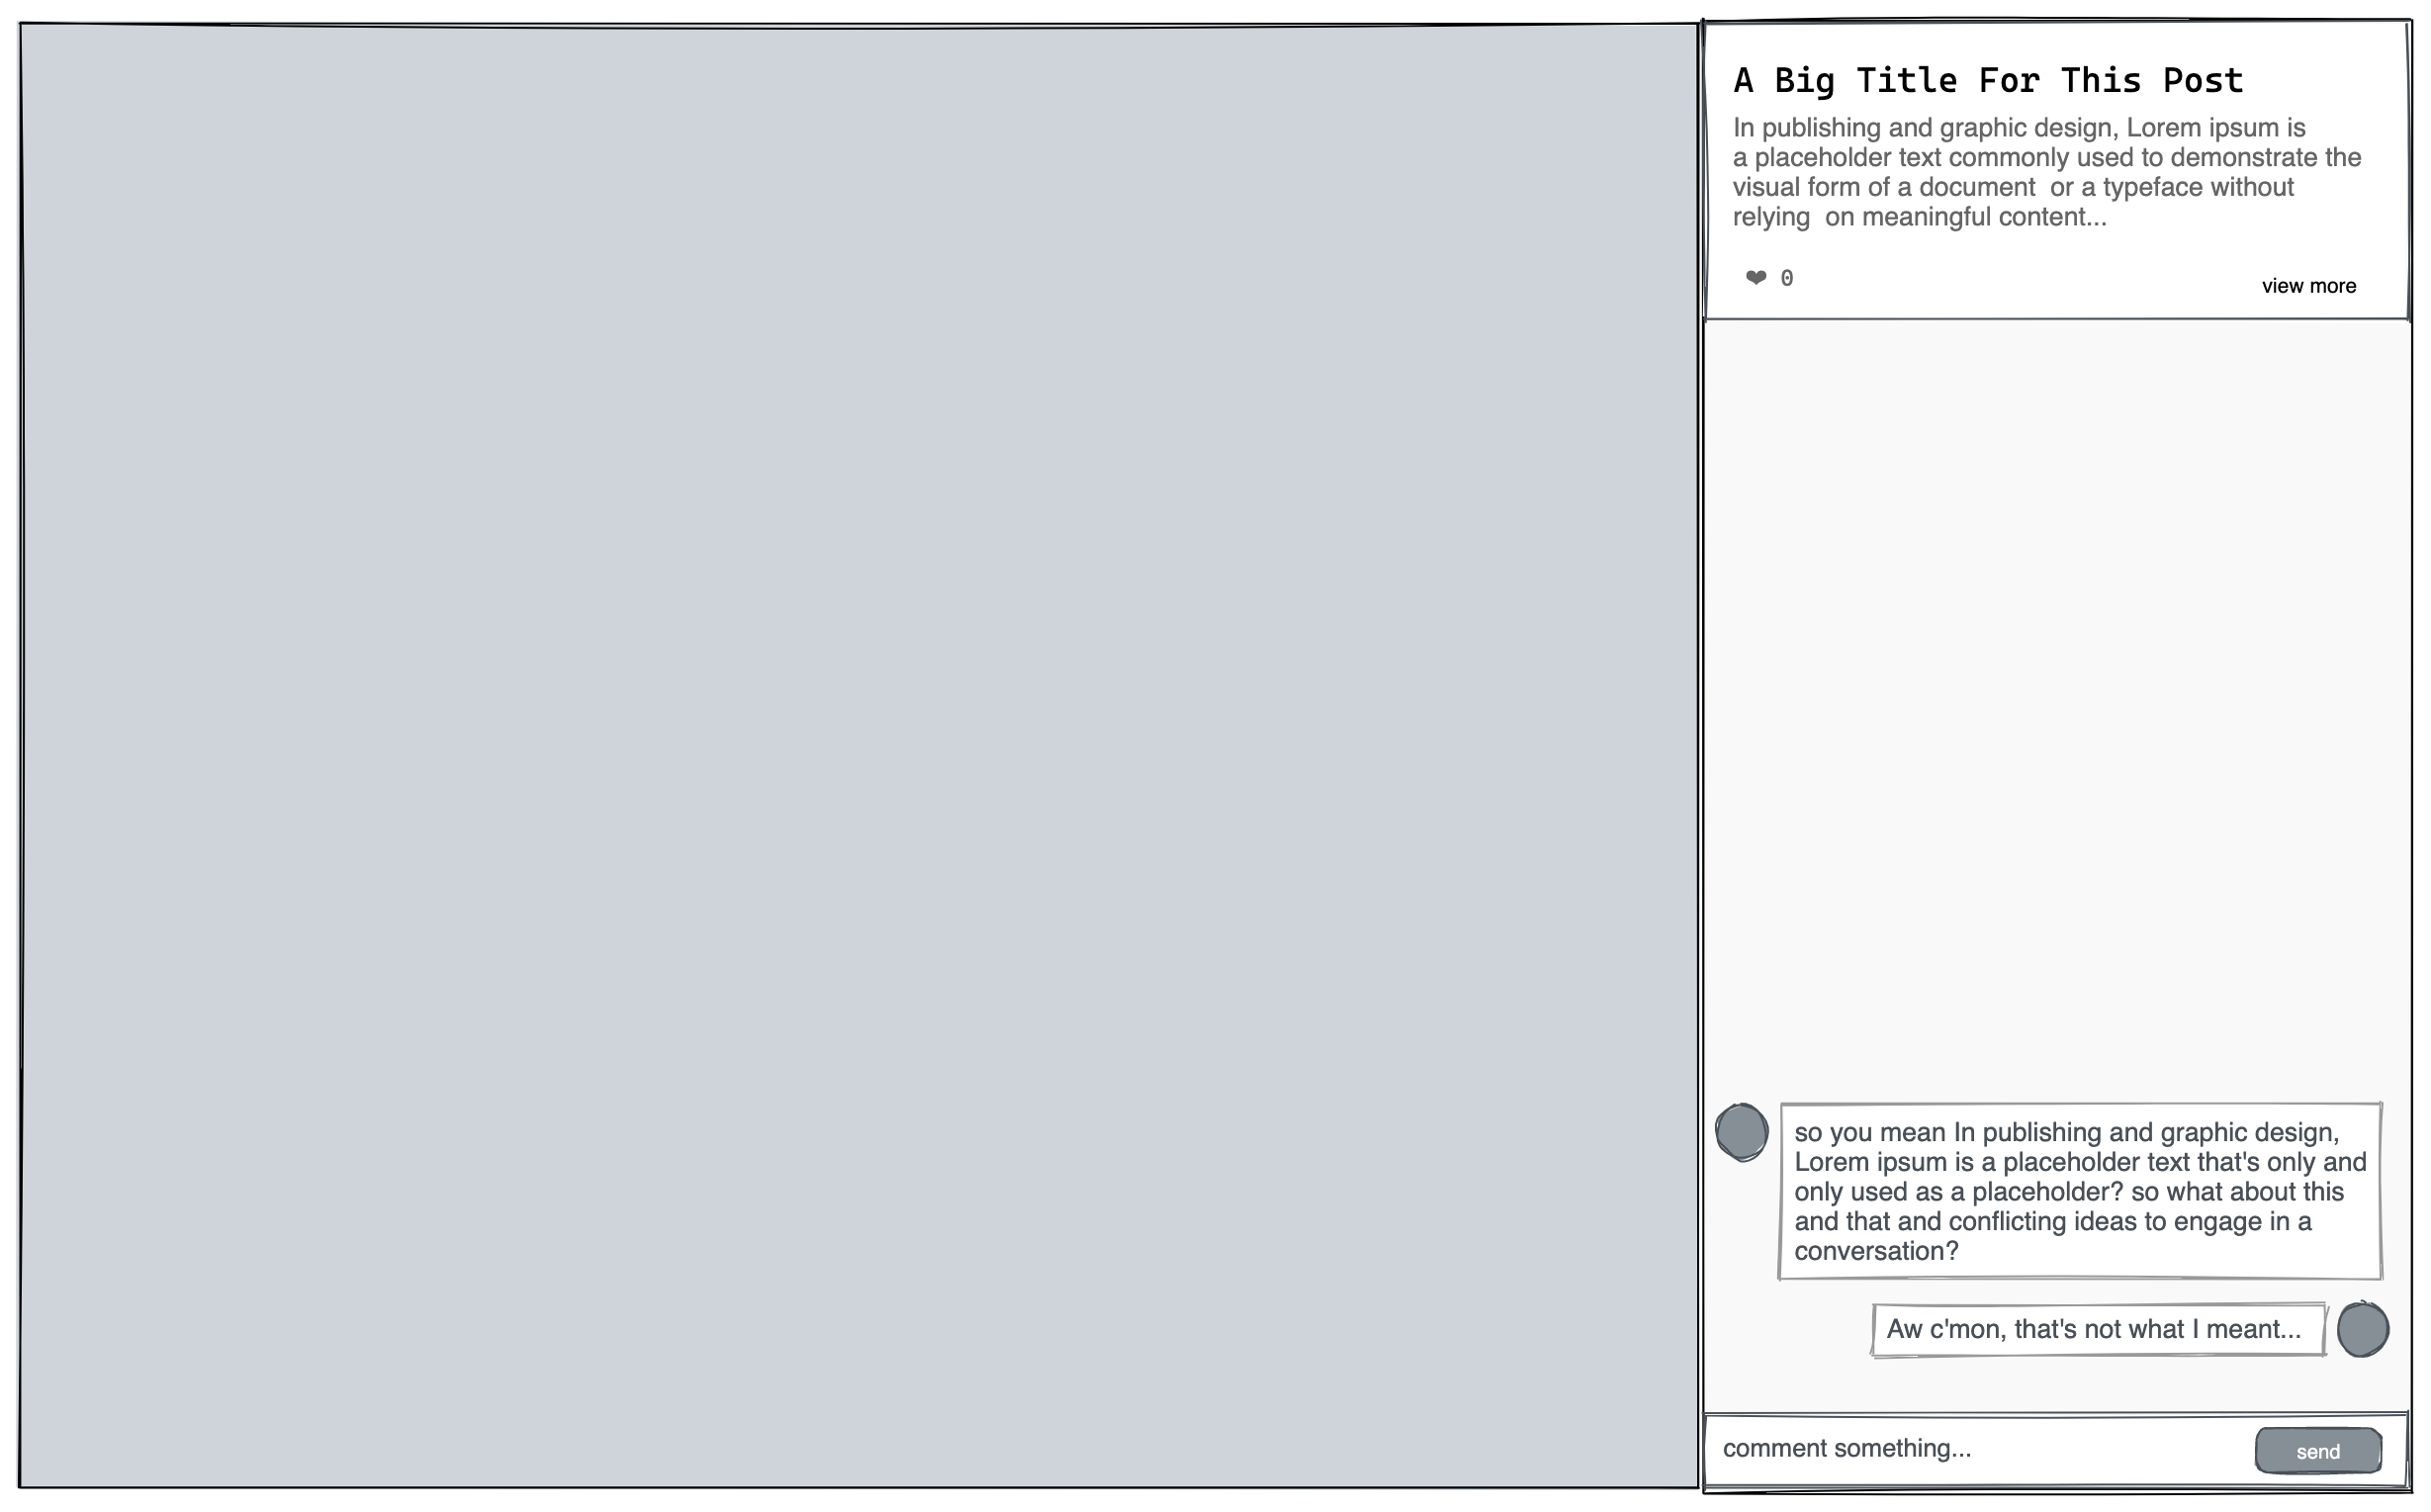 A Big Title For This Post
In publishing and graphic design, Lorem ipsum is
a placeholder text commonly used to demonstrate the
visual form of a document  or a typeface without
relying  on meaningful content...
❤ 0
view more
so you mean In publishing and graphic design,
Lorem ipsum is a placeholder text that's only and
only used as a placeholder? so what about this
and that and conflicting ideas to engage in a
conversation?
Aw c'mon, that's not what I meant...
comment something...
send